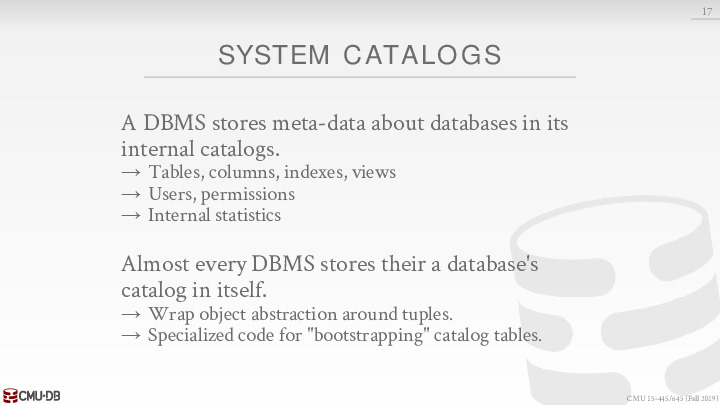 17
SYSTEM CATALOGS
A DBMS stores meta-data about databases in its
internal catalogs.
→ Tables, columns, indexes, views
→ Users, permissions
→ Internal statistics
Almost every DBMS stores their a database's
catalog in itself.
→ Wrap object abstraction around tuples.
→ Specialized code for "bootstrapping" catalog tables.
CMU·DB
CMU 15-445/645 (Fall 2019)